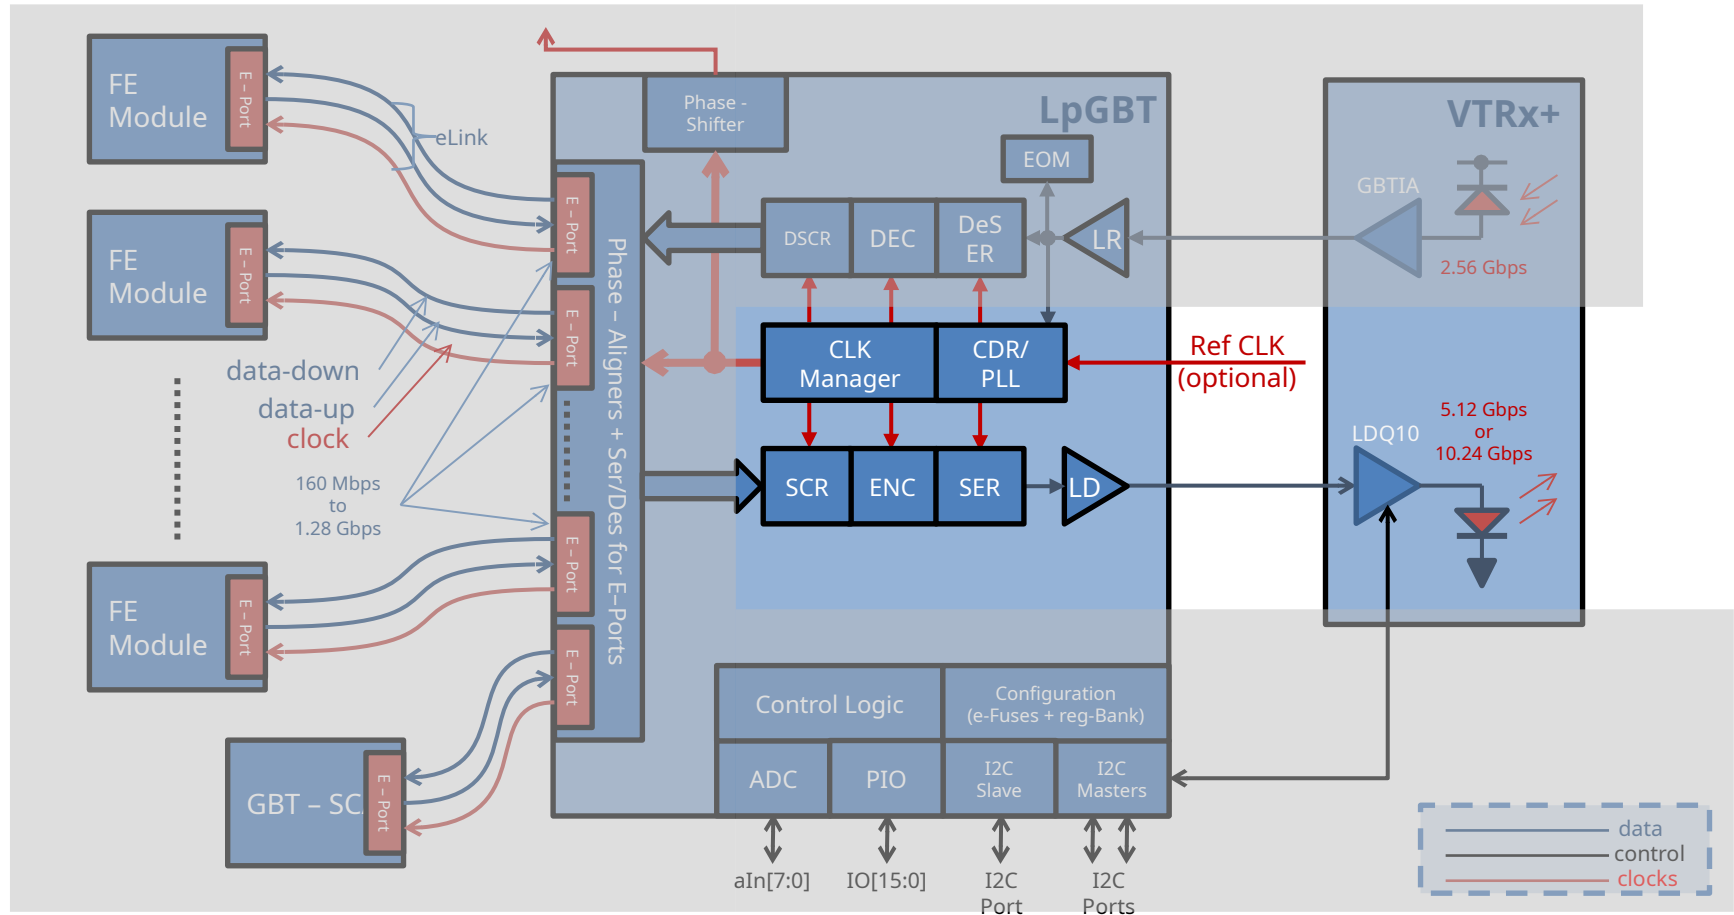 FE
Module
E – Port
eLink
FE
Module
E – Port
data-down
data-up
clock
160 Mbps
to
1.28 Gbps
FE
Module
E – Port
GBT – SC
E – Port
E – Port
E – Port
E – Port
E – Port
Phase – Aligners + Ser/Des for E–Ports
Phase -
Shifter
LpGBT
EOM
DSCR
DEC
DeS
ER
LR
CLK
Manager
CDR/
PLL
Ref CLK
(optional)
SCR
ENC
SER
LD
Control Logic
Configuration
(e-Fuses + reg-Bank)
ADC
PIO
I2C
Slave
I2C
Masters
aIn[7:0]
IO[15:0]
I2C
Port
I2C
Ports
VTRx+
GBTIA
2.56 Gbps
5.12 Gbps
or
10.24 Gbps
LDQ10
data
control
clocks